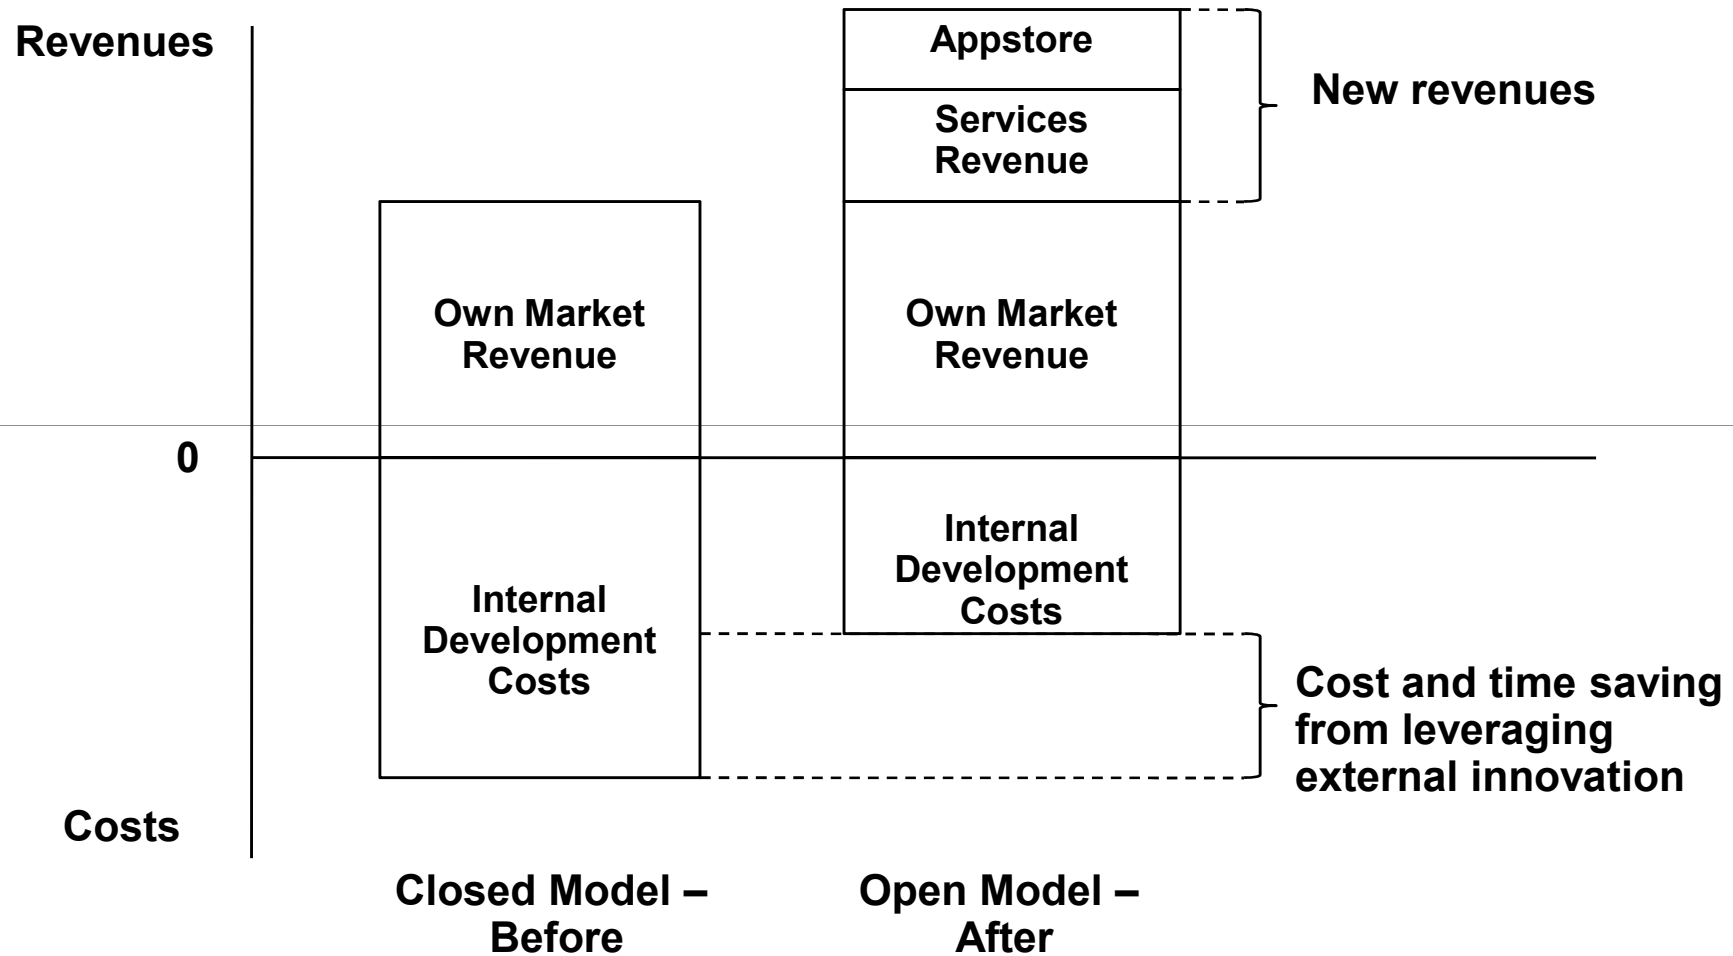 Revenues
Appstore
New revenues
Services
Revenue
Own Market
Revenue
Own Market
Revenue
0
Internal
Development
Costs
Internal
Development
Costs
Cost and time saving
from leveraging
external innovation
Costs
Closed Model –
Before
Open Model –
After